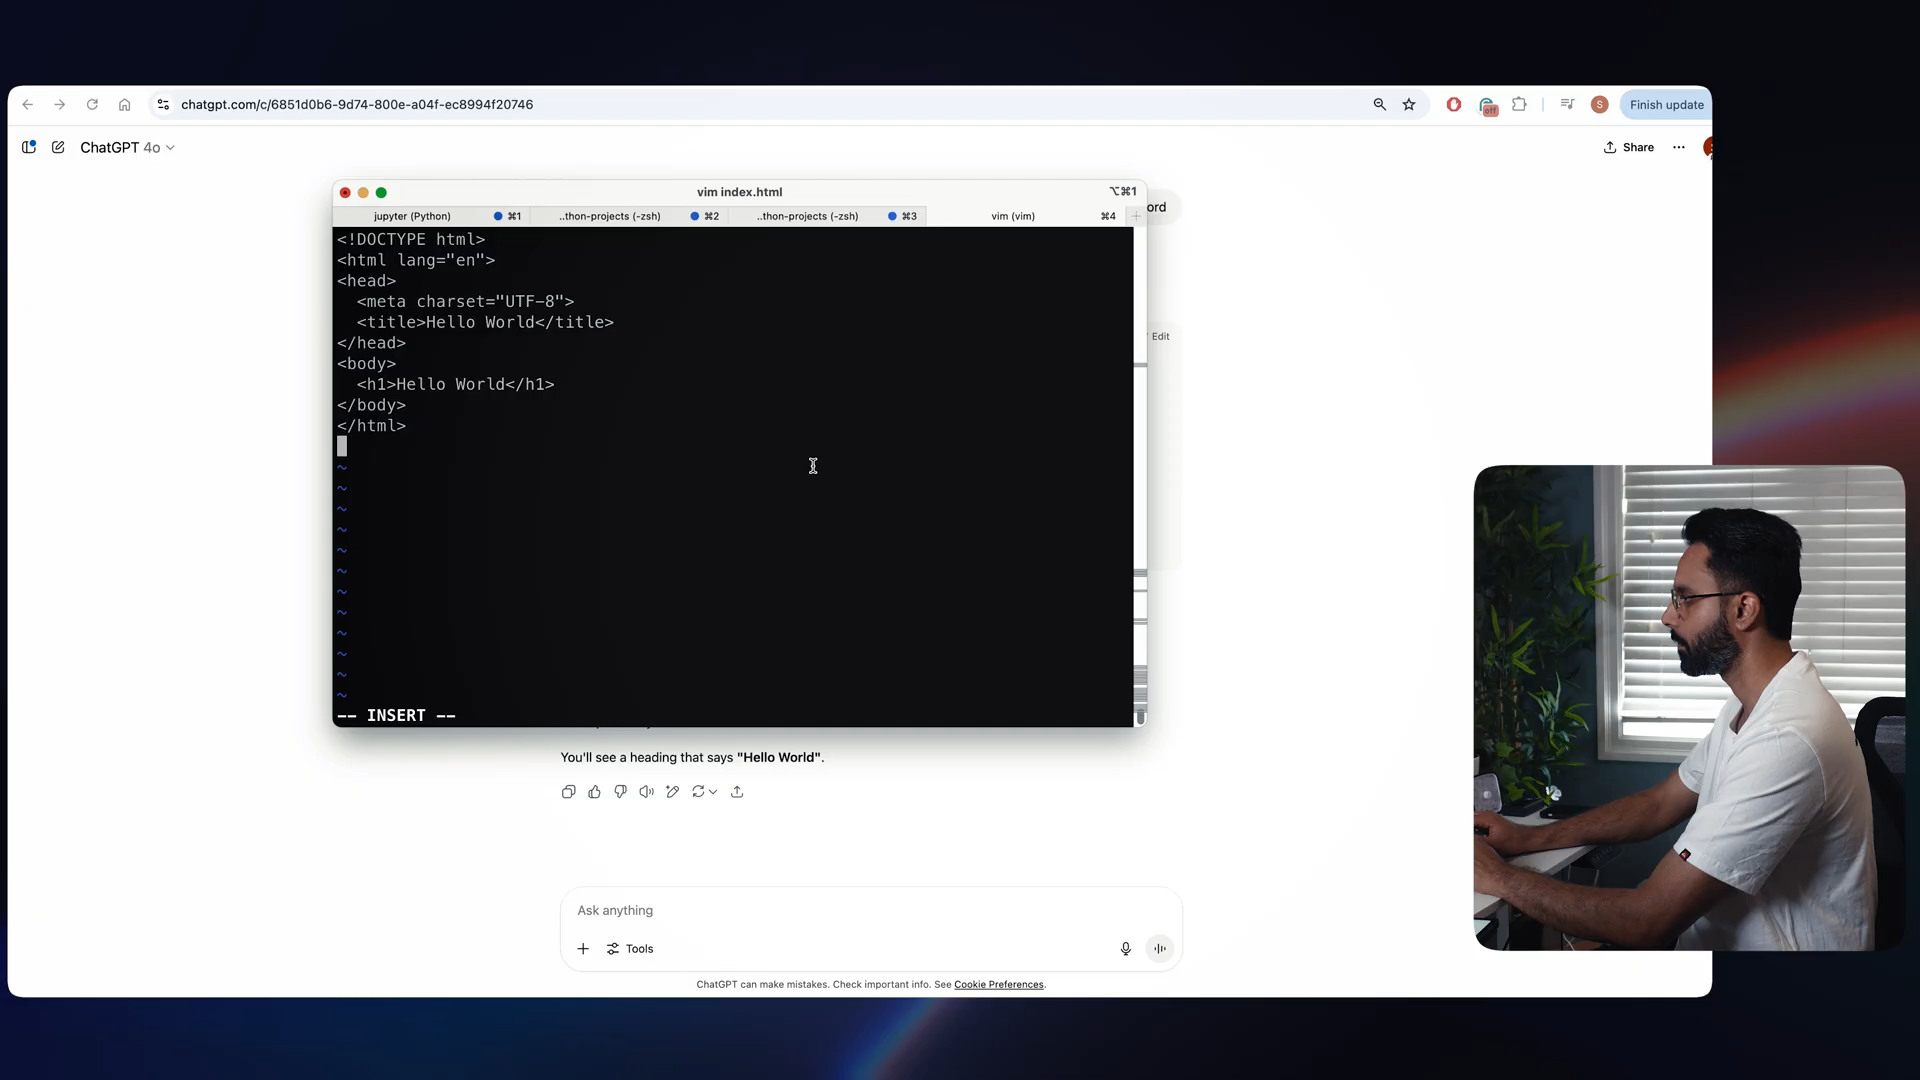 chatgpt.com/c/6851d0b6-9d74-800e-a04f-ec8994f20746
off
S
Finish update
ChatGPT 4o
Share
vim index.html
⌥⌘1
jupyter (Python)
⌘1
..thon-projects (-zsh)
⌘2
..thon-projects (-zsh)
⌘3
vim (vim)
⌘4
+
ord
<!DOCTYPE html>
<html lang="en">
<head>
<meta charset="UTF-8">
<title>Hello World</title>
</head>
Edit
<body>
<h1>Hello World</h1>
</body>
</html>
~
~
~
~
~
~
~
~
~
~
~
~
-- INSERT --
You'll see a heading that says "Hello World".
Ask anything
Tools
ChatGPT can make mistakes. Check important info. See Cookie Preferences.